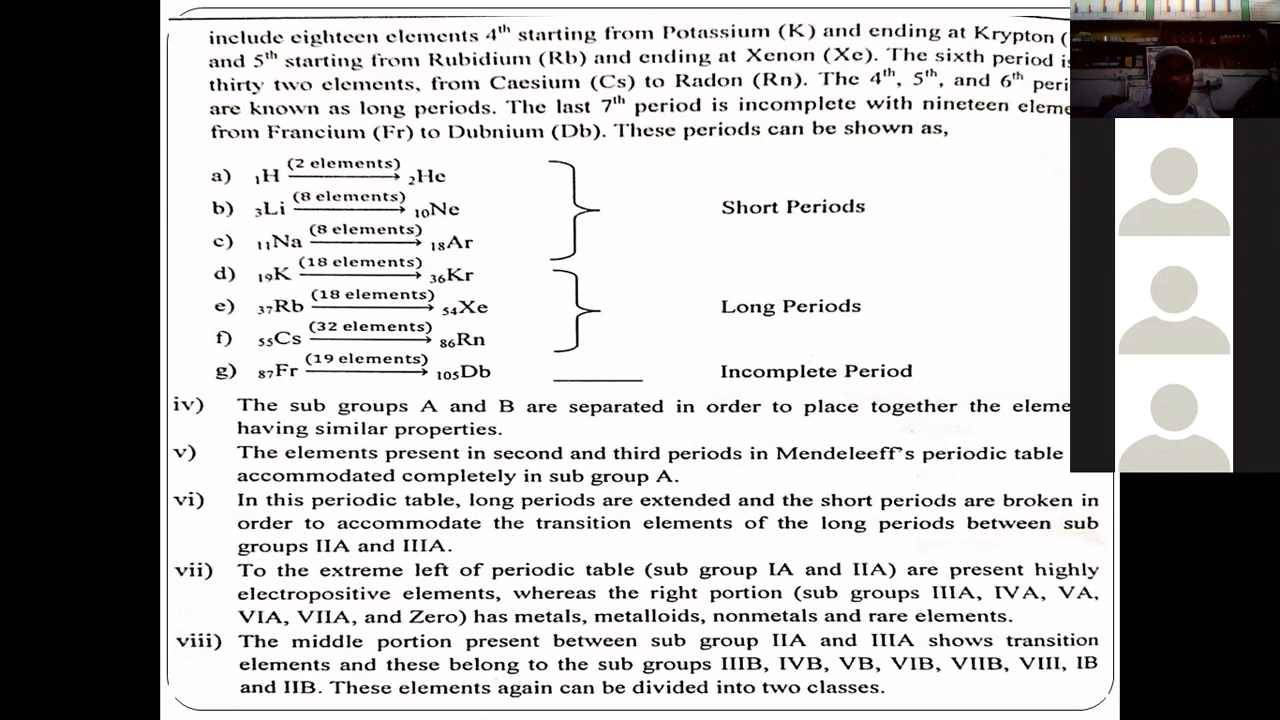 include eighteen elements 4th starting from Potassium (K) and ending at Krypton (
and 5th starting from Rubidium (Rb) and ending at Xenon (Xe). The sixth period is
thirty two elements, from Caesium (Cs) to Radon (Rn). The 4th, 5th, and 6th peri
are known as long periods. The last 7th period is incomplete with nineteen eleme
from Francium (Fr) to Dubnium (Db). These periods can be shown as,
a) 1H (2 elements) 2He
b) 3Li (8 elements) 10Ne
c) 11Na (8 elements) 18Ar
Short Periods
d) 19K (18 elements) 36Kr
e) 37Rb (18 elements) 54Xe
f) 55Cs (32 elements) 86Rn
Long Periods
g) 87Fr (19 elements) 105Db Incomplete Period
iv) The sub groups A and B are separated in order to place together the eleme
having similar properties.
v) The elements present in second and third periods in Mendeleeff's periodic table
accommodated completely in sub group A.
vi) In this periodic table, long periods are extended and the short periods are broken in
order to accommodate the transition elements of the long periods between sub
groups IIA and IIIA.
vii) To the extreme left of periodic table (sub group IA and IIA) are present highly
electropositive elements, whereas the right portion (sub groups IIIA, IVA, VA,
VIA, VIIA, and Zero) has metals, metalloids, nonmetals and rare elements.
viii) The middle portion present between sub group IIA and IIIA shows transition
elements and these belong to the sub groups IIIB, IVB, VB, VIB, VIIB, VIII, IB
and IIB. These elements again can be divided into two classes.